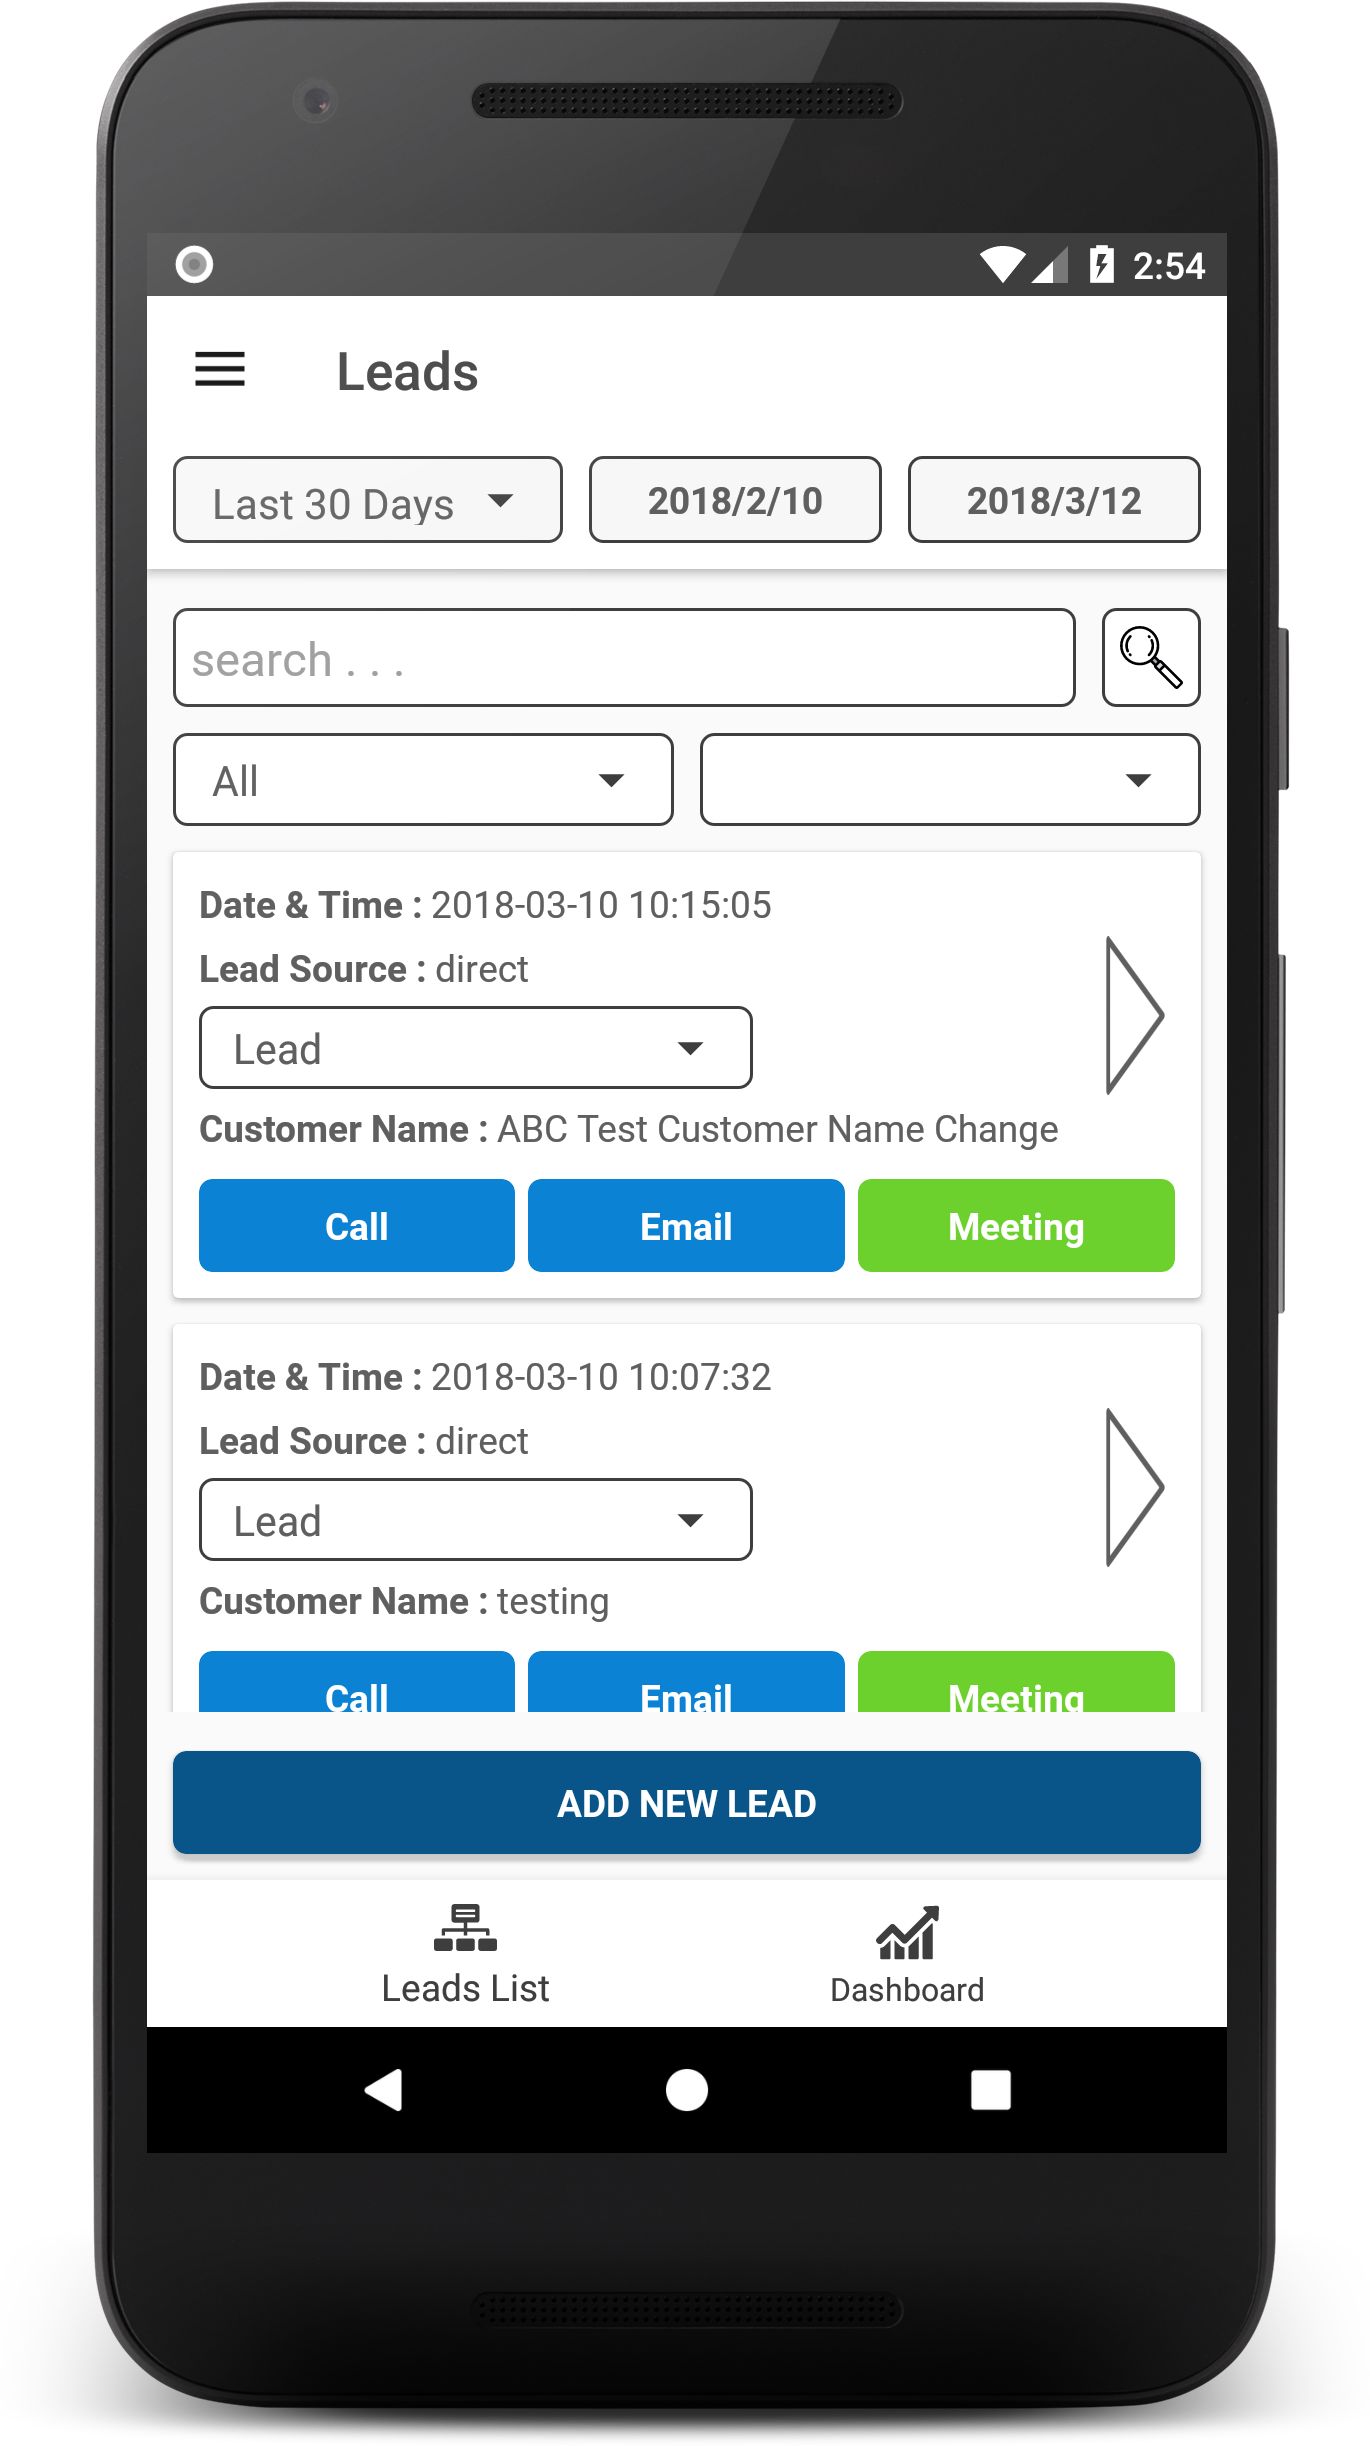 2:54
Leads
Last 30 Days 2018/2/10 2018/3/12
search . . .
All
Date & Time : 2018-03-10 10:15:05
Lead Source : direct
Lead
Customer Name : ABC Test Customer Name Change
Call Email Meeting
Date & Time : 2018-03-10 10:07:32
Lead Source : direct
Lead
Customer Name : testing
Call Email Meeting
ADD NEW LEAD
Leads List Dashboard